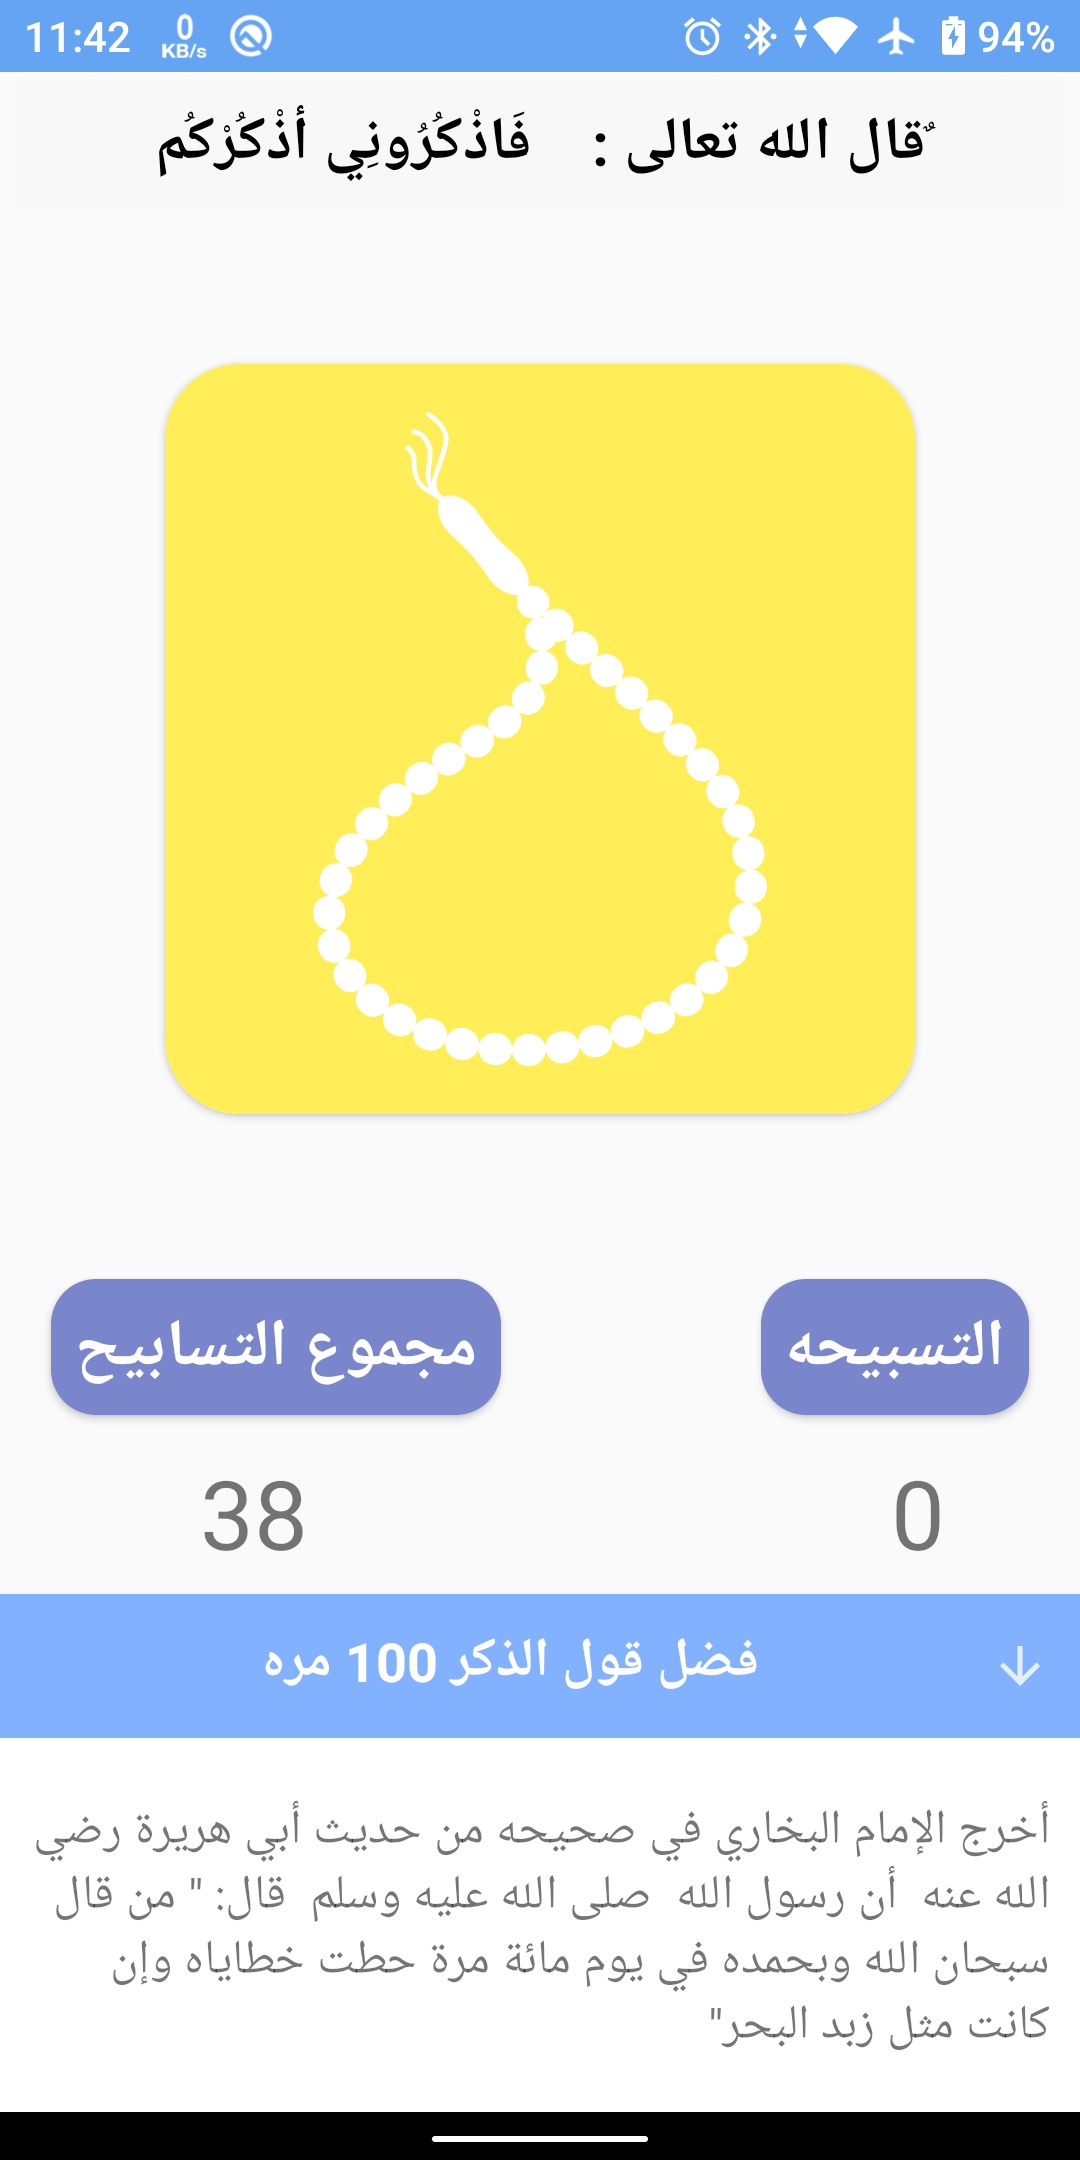 11:42
0
KB/s
94%
قال الله تعالى : فَاذْكُرُونِي أذْكُرْكُم
التسبيحه
مجموع التسابيح
0
38
فضل قول الذكر 100 مره
أخرج الإمام البخاري في صحيحه من حديث أبي هريرة رضي
الله عنه أن رسول الله صلى الله عليه وسلم قال: " من قال
سبحان الله وبحمده في يوم مائة مرة حطت خطاياه وإن
كانت مثل زبد البحر"